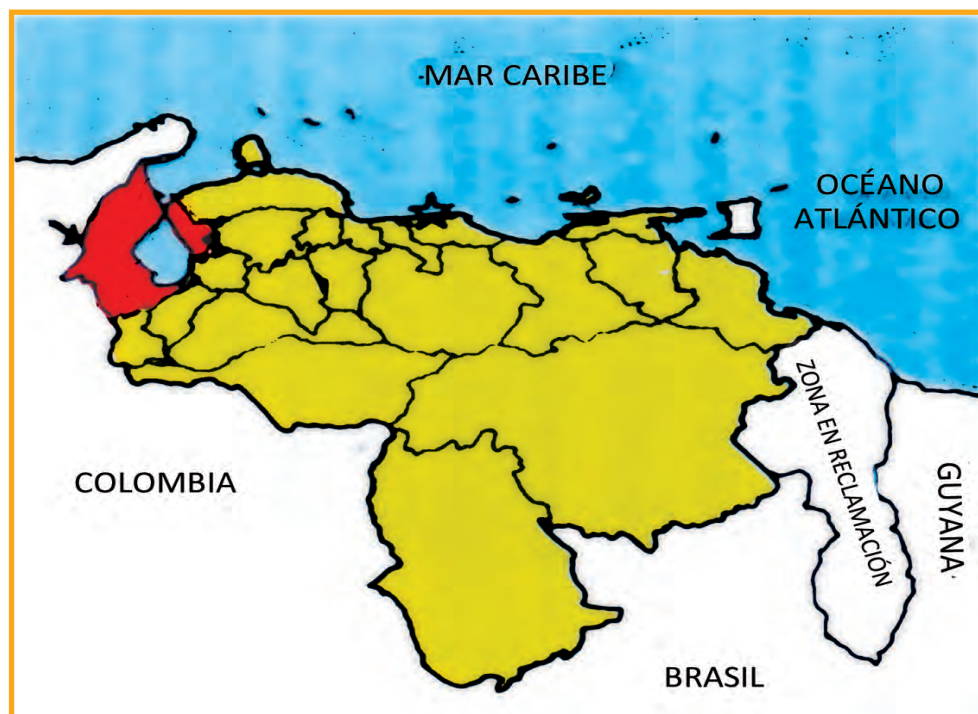 MAR CARIBE
OCÉANO
ATLÁNTICO
ZONA EN RECLAMACIÓN
COLOMBIA
GUYANA
BRASIL